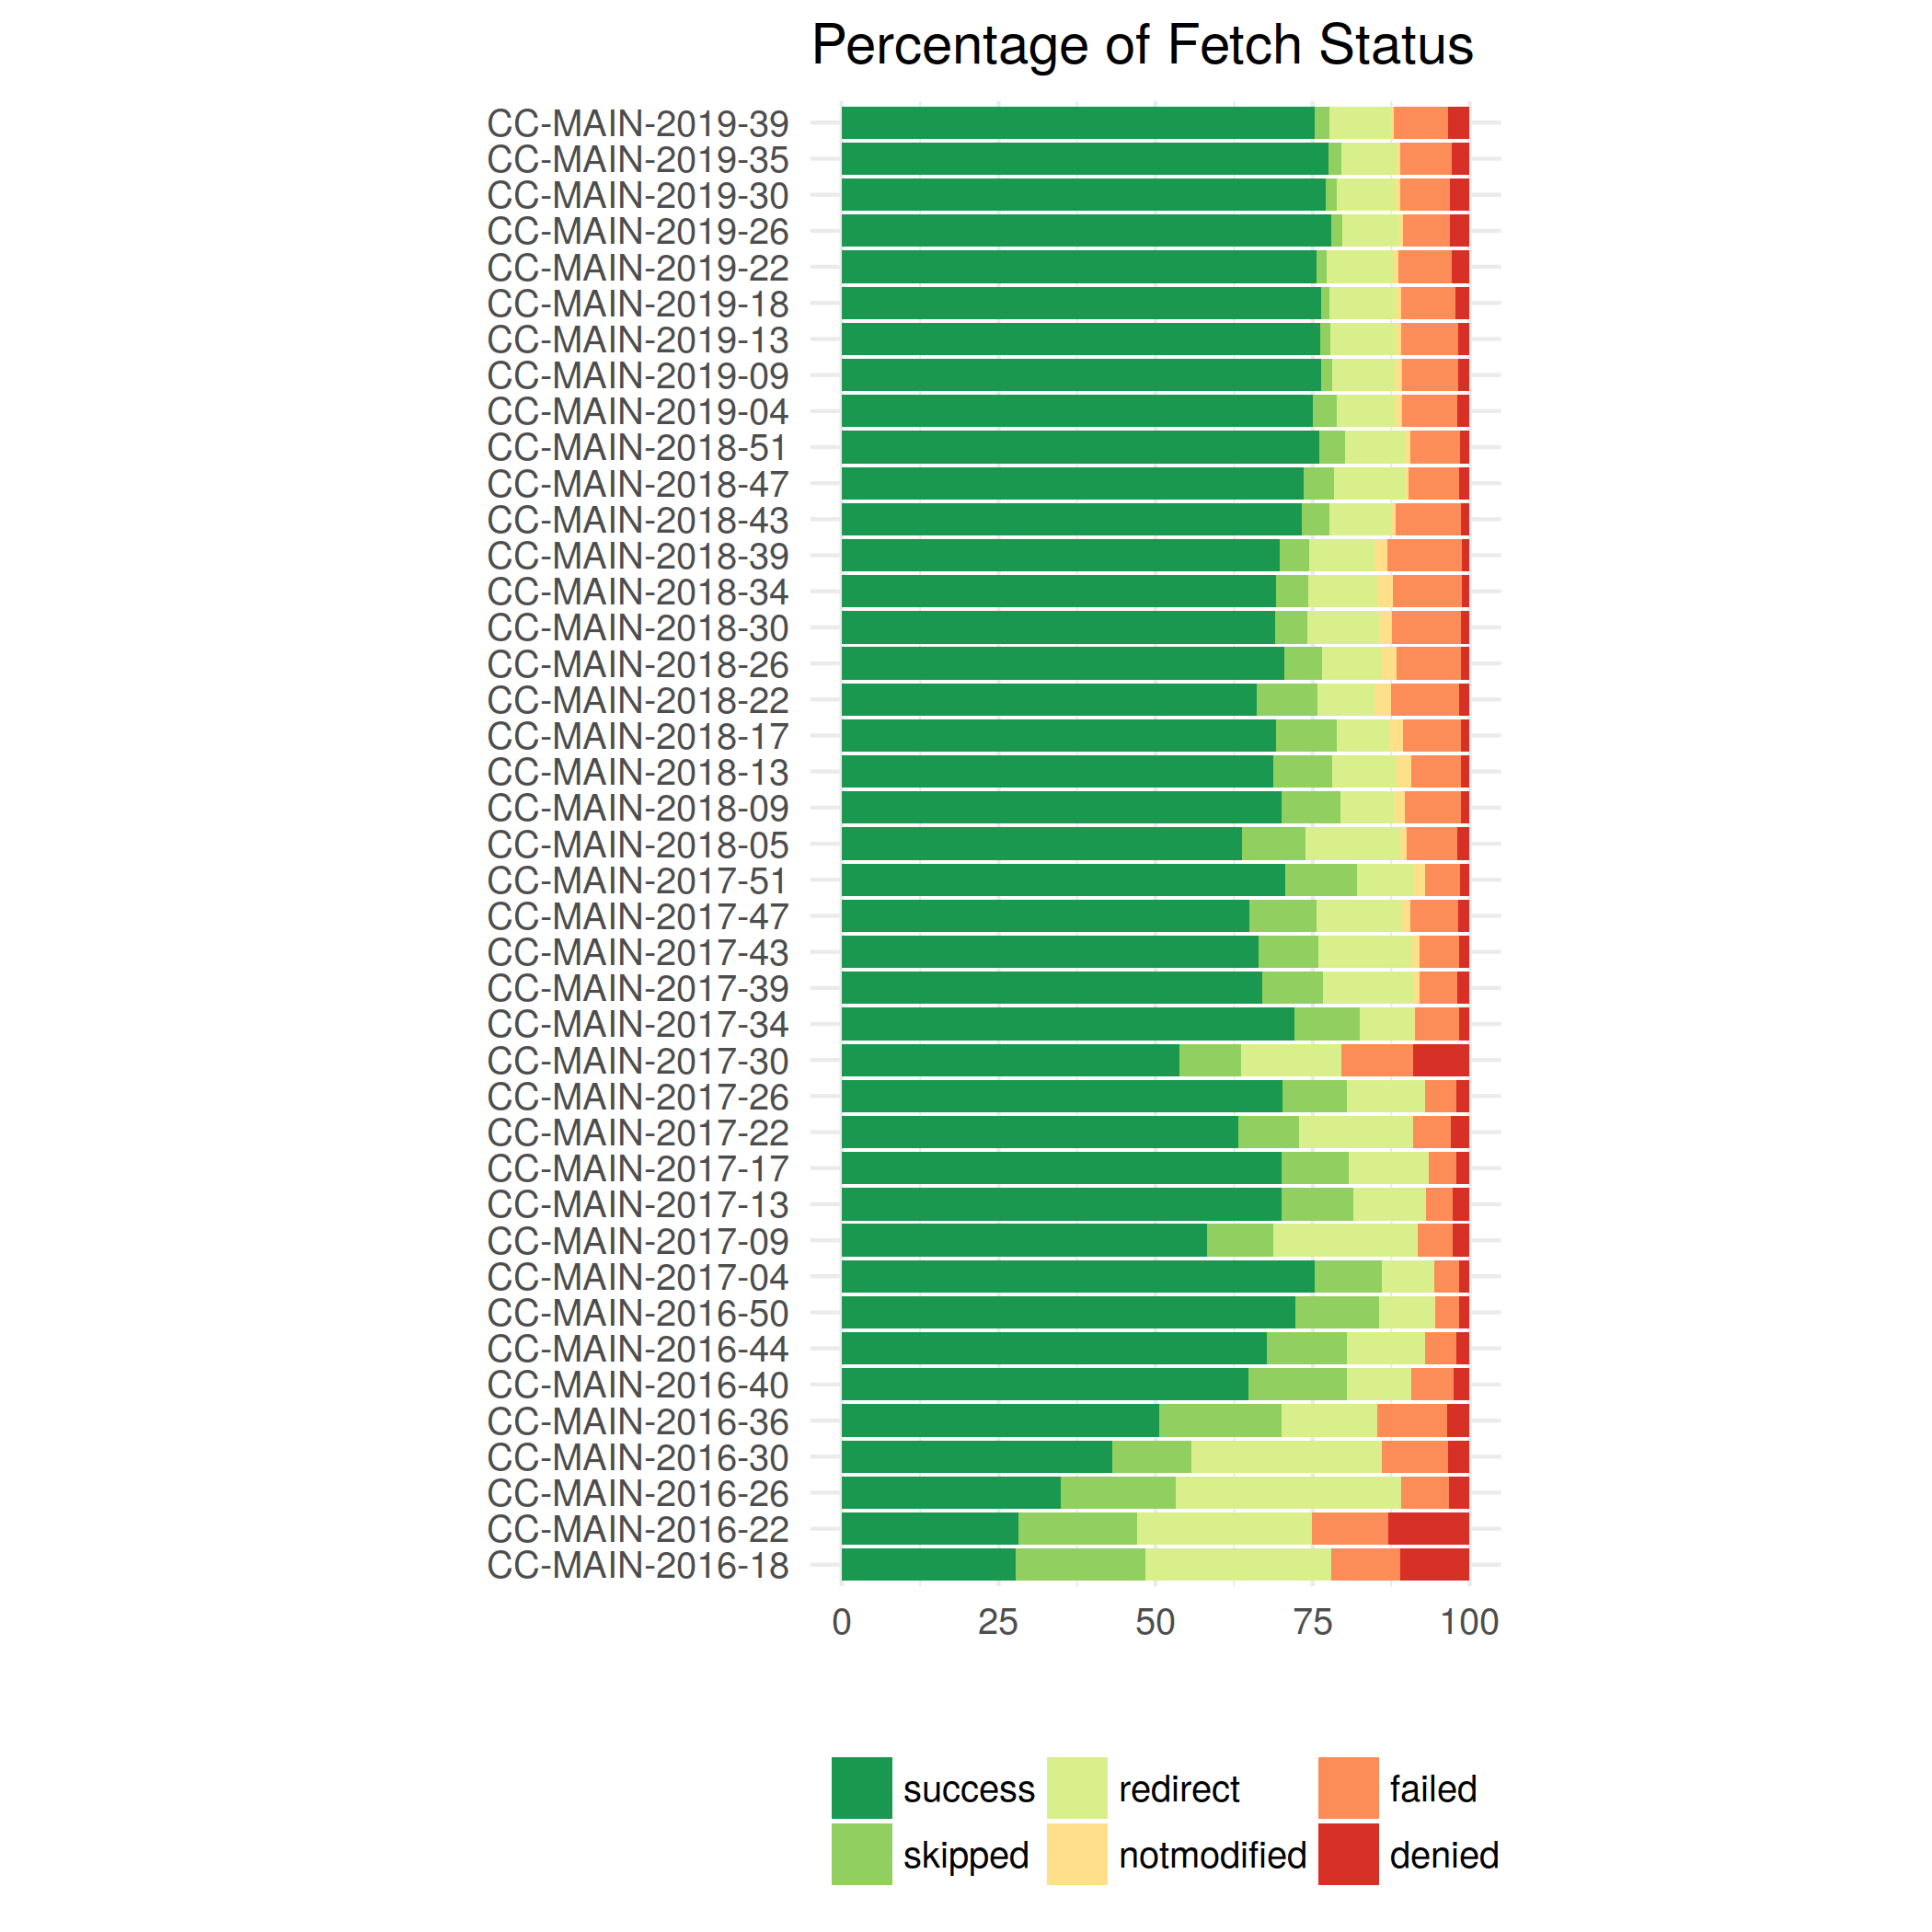 Percentage of Fetch Status
CC-MAIN-2019-39
CC-MAIN-2019-35
CC-MAIN-2019-30
CC-MAIN-2019-26
CC-MAIN-2019-22
CC-MAIN-2019-18
CC-MAIN-2019-13
CC-MAIN-2019-09
CC-MAIN-2019-04
CC-MAIN-2018-51
CC-MAIN-2018-47
CC-MAIN-2018-43
CC-MAIN-2018-39
CC-MAIN-2018-34
CC-MAIN-2018-30
CC-MAIN-2018-26
CC-MAIN-2018-22
CC-MAIN-2018-17
CC-MAIN-2018-13
CC-MAIN-2018-09
CC-MAIN-2018-05
CC-MAIN-2017-51
CC-MAIN-2017-47
CC-MAIN-2017-43
CC-MAIN-2017-39
CC-MAIN-2017-34
CC-MAIN-2017-30
CC-MAIN-2017-26
CC-MAIN-2017-22
CC-MAIN-2017-17
CC-MAIN-2017-13
CC-MAIN-2017-09
CC-MAIN-2017-04
CC-MAIN-2016-50
CC-MAIN-2016-44
CC-MAIN-2016-40
CC-MAIN-2016-36
CC-MAIN-2016-30
CC-MAIN-2016-26
CC-MAIN-2016-22
CC-MAIN-2016-18
0 25 50 75 100
success redirect failed
skipped notmodified denied